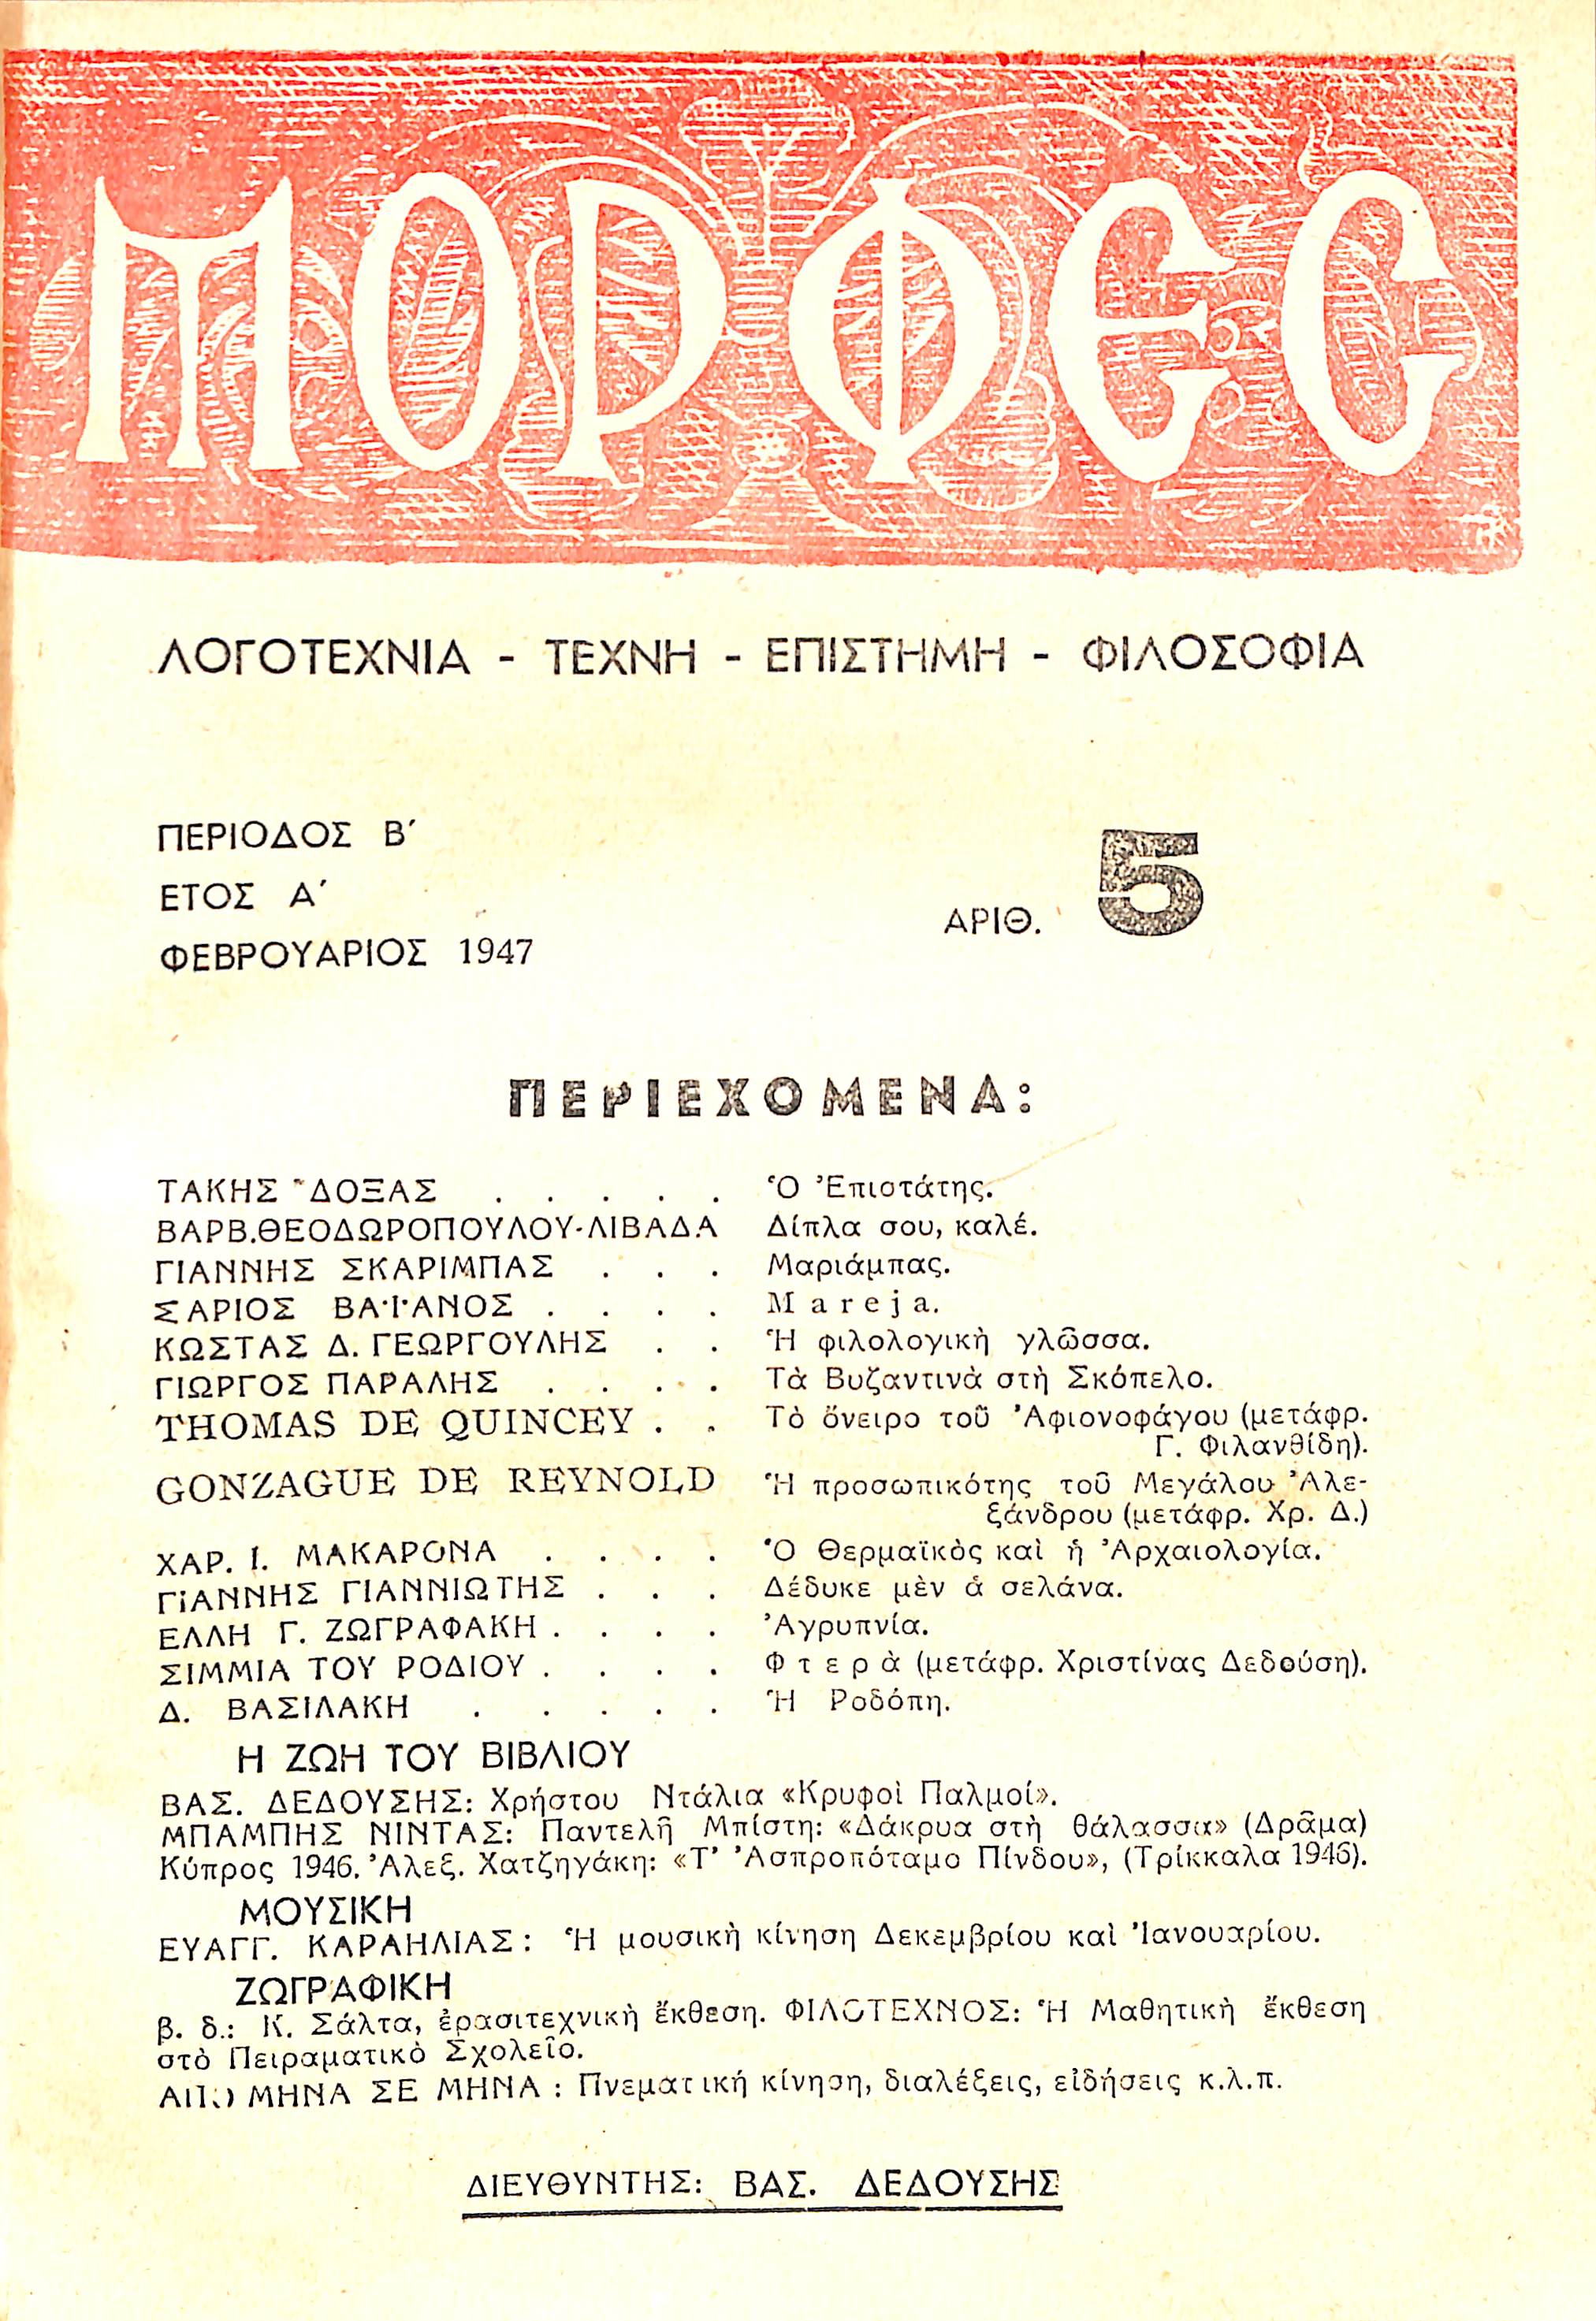 ΜΟΡΦΕΣ
ΛΟΓΟΤΕΧΝΙΑ - ΤΕΧΝΗ - ΕΠΙΣΤΗΜΗ - ΦΙΛΟΣΟΦΙΑ
ΠΕΡΙΟΔΟΣ Β΄
ΕΤΟΣ Α΄
ΦΕΒΡΟΥΑΡΙΟΣ 1947
ΑΡΙΘ. 5
ΠΕΡΙΕΧΟΜΕΝΑ:
ΤΑΚΗΣ ΔΟΞΑΣ . . . . . Ὁ Ἐπιστάτης.
ΒΑΡΒ.ΘΕΟΔΩΡΟΠΟΥΛΟΥ-ΛΙΒΑΔΑ Δίπλα σου, καλέ.
ΓΙΑΝΝΗΣ ΣΚΑΡΙΜΠΑΣ . . . Μαριάμπας.
ΣΑΡΙΟΣ ΒΑ·Ι·ΑΝΟΣ . . . . Mareja.
ΚΩΣΤΑΣ Δ. ΓΕΩΡΓΟΥΛΗΣ . . Ἡ φιλολογικὴ γλῶσσα.
ΓΙΩΡΓΟΣ ΠΑΡΑΛΗΣ . . . . Τὰ Βυζαντινὰ στὴ Σκόπελο.
THOMAS DE QUINCEY . . Τὸ ὄνειρο τοῦ Ἀφιονοφάγου (μετάφρ.
Γ. Φιλανθίδη).
GONZAGUE DE REYNOLD Ἡ προσωπικότης τοῦ Μεγάλου Ἀλε-
ξάνδρου (μετάφρ. Χρ. Δ.)
ΧΑΡ. Ι. ΜΑΚΑΡΟΝΑ . . . . Ὁ Θερμαϊκὸς καὶ ἡ Ἀρχαιολογία.
ΓΙΑΝΝΗΣ ΓΙΑΝΝΙΩΤΗΣ . . . Δέδυκε μὲν ἁ σελάνα.
ΕΛΛΗ Γ. ΖΩΓΡΑΦΑΚΗ . . . . Ἀγρυπνία.
ΣΙΜΜΙΑ ΤΟΥ ΡΟΔΙΟΥ . . . . Φτερὰ (μετάφρ. Χριστίνας Δεδούση).
Δ. ΒΑΣΙΛΑΚΗ . . . . . Ἡ Ροδόπη.
Η ΖΩΗ ΤΟΥ ΒΙΒΛΙΟΥ
ΒΑΣ. ΔΕΔΟΥΣΗΣ: Χρήστου Ντάλια «Κρυφοὶ Παλμοί».
ΜΠΑΜΠΗΣ ΝΙΝΤΑΣ: Παντελῆ Μπίστη: «Δάκρυα στὴ θάλασσα» (Δρᾶμα)
Κύπρος 1946. Ἀλεξ. Χατζηγάκη: «Τ' Ἀσπροπόταμο Πίνδου», (Τρίκκαλα 1946).
ΜΟΥΣΙΚΗ
ΕΥΑΓΓ. ΚΑΡΑΗΛΙΑΣ: Ἡ μουσικὴ κίνηση Δεκεμβρίου καὶ Ἰανουαρίου.
ΖΩΓΡΑΦΙΚΗ
β. δ.: Κ. Σάλτα, ἐρασιτεχνικὴ ἔκθεση. ΦΙΛΟΤΕΧΝΟΣ: Ἡ Μαθητικὴ ἔκθεση
στὸ Πειραματικὸ Σχολεῖο.
ΑΠΟ ΜΗΝΑ ΣΕ ΜΗΝΑ : Πνεματική κίνηση, διαλέξεις, εἰδήσεις κ.λ.π.
ΔΙΕΥΘΥΝΤΗΣ: ΒΑΣ. ΔΕΔΟΥΣΗΣ